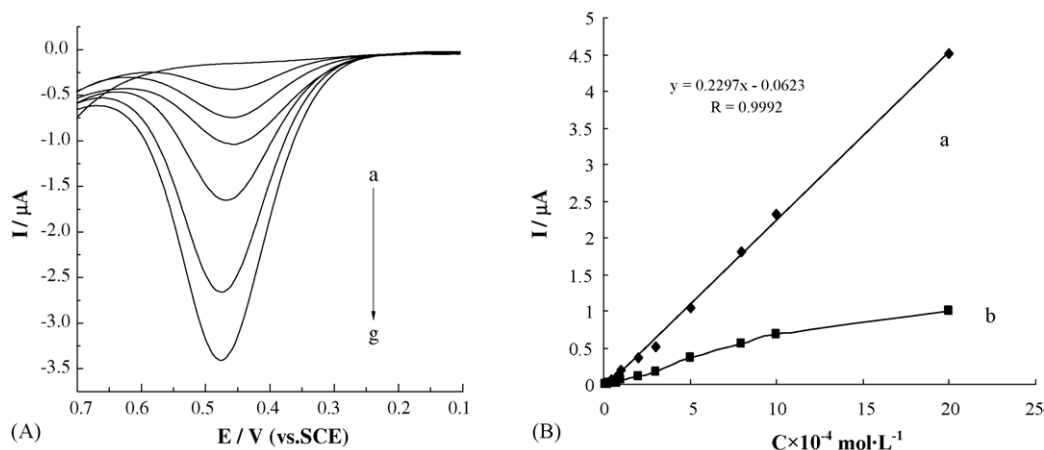 0.0
-0.5
-1.0
-1.5
-2.0
-2.5
-3.0
-3.5
I / μA
a
g
0.7 0.6 0.5 0.4 0.3 0.2 0.1
E / V (vs.SCE)
(A)
5
4.5
4
3.5
3
2.5
2
1.5
1
0.5
0
I / μA
y = 0.2297x - 0.0623
R = 0.9992
a
b
0 5 10 15 20 25
C×10⁻⁴ mol·L⁻¹
(B)